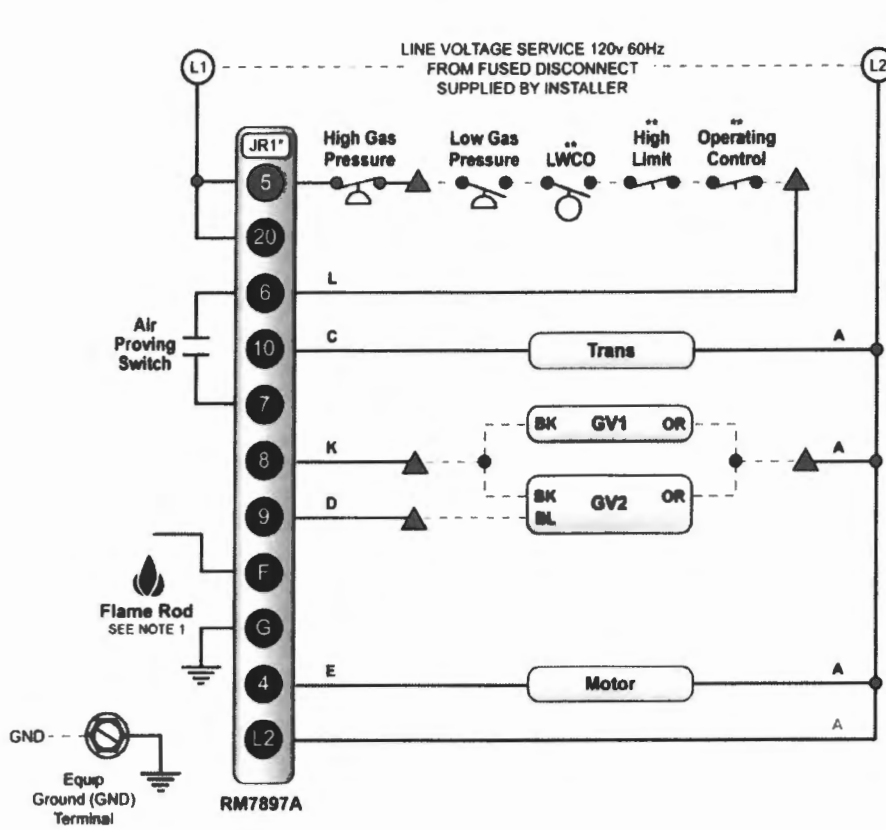 LINE VOLTAGE SERVICE 120v 60Hz
L1
FROM FUSED DISCONNECT
L2
SUPPLIED BY INSTALLER
JR1*
High Gas
Pressure
Low Gas
Pressure
**
LWCO
**
High
Limit
**
Operating
Control
5
20
6
L
Air
Proving
Switch
10
C
Trans
A
7
BK GV1 OR
8
K
A
BK GV2 OR
BL
9
D
F
Flame Rod
SEE NOTE 1
G
4
E
Motor
A
L2
A
GND
Equip
Ground (GND)
Terminal
RM7897A